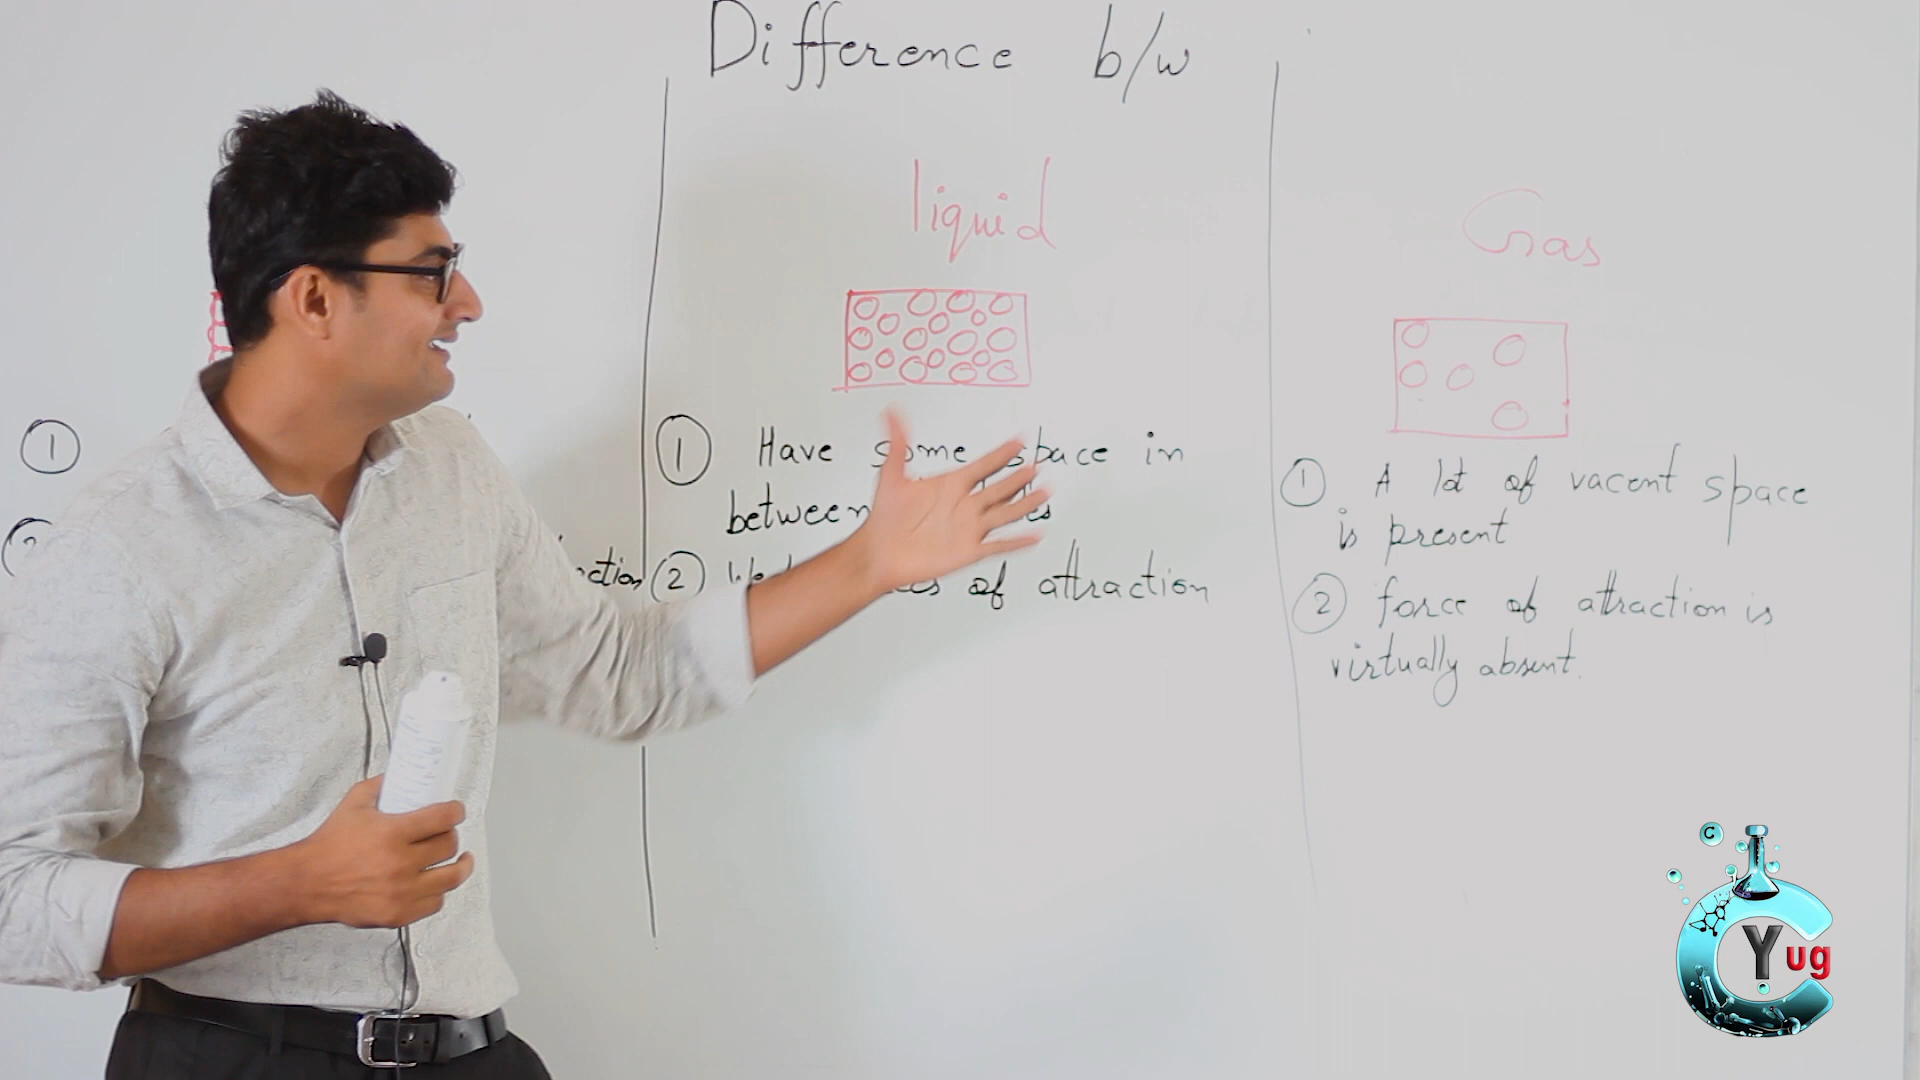 Difference b/w
liquid
Gas
①
① Have some space in
between
② of attraction
① A lot of vacent space
is present
② force of attraction is
virtually absent.
C
Yug